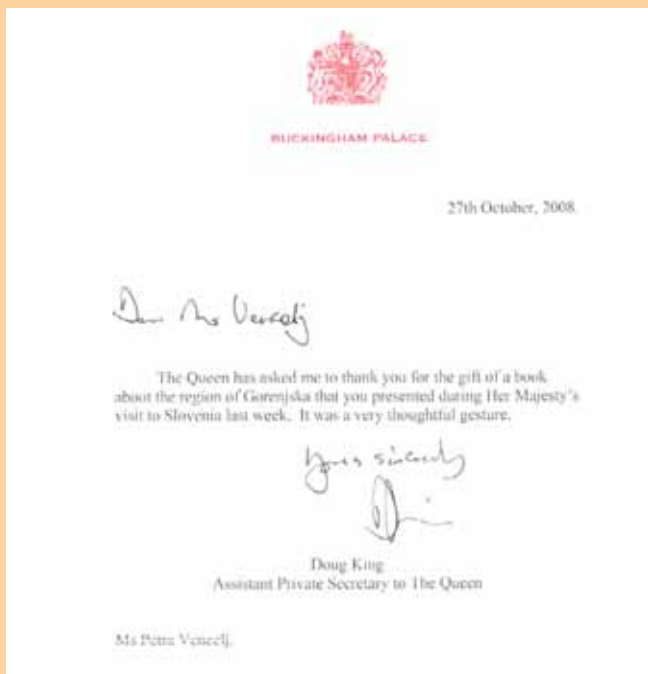 BUCKINGHAM PALACE
27th October, 2008.
Dear Ms Vencelj
The Queen has asked me to thank you for the gift of a book
about the region of Gorenjska that you presented during Her Majesty's
visit to Slovenia last week. It was a very thoughtful gesture.
Yours sincerely
Doug King
Assistant Private Secretary to The Queen
Ms Petra Vencelj.